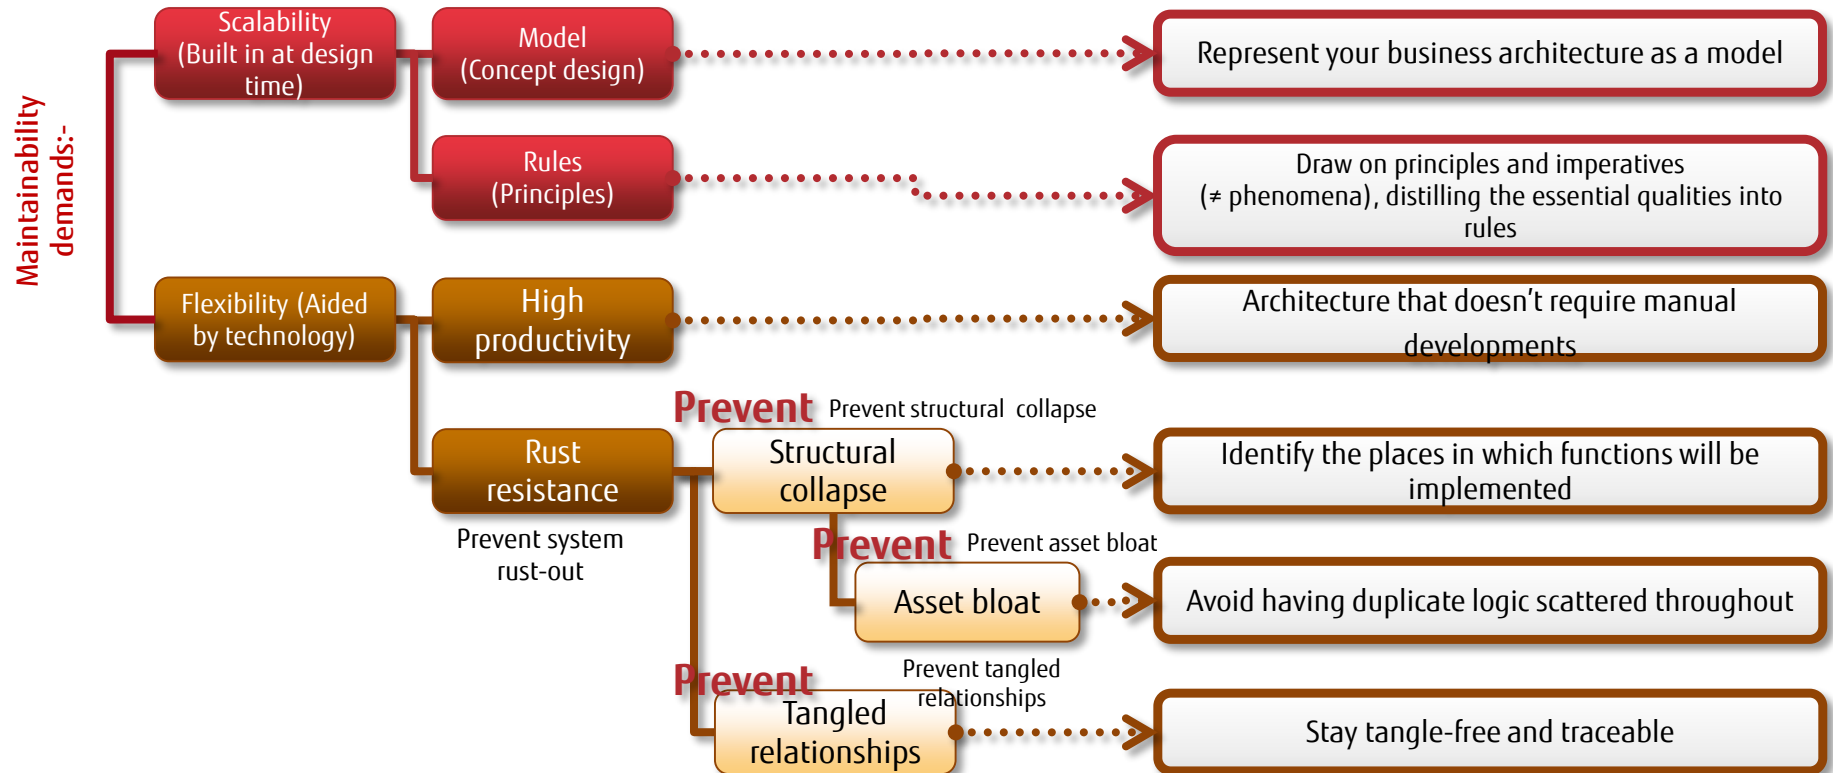 Maintainability
demands:-
Scalability
(Built in at design
time)
Model
(Concept design)
Represent your business architecture as a model
Rules
(Principles)
Draw on principles and imperatives
(≠ phenomena), distilling the essential qualities into
rules
Flexibility (Aided
by technology)
High
productivity
Architecture that doesn’t require manual
developments
Prevent
Prevent structural collapse
Rust
resistance
Structural
collapse
Identify the places in which functions will be
implemented
Prevent system
rust-out
Prevent
Prevent asset bloat
Asset bloat
Avoid having duplicate logic scattered throughout
Prevent
Prevent tangled
relationships
Tangled
relationships
Stay tangle-free and traceable